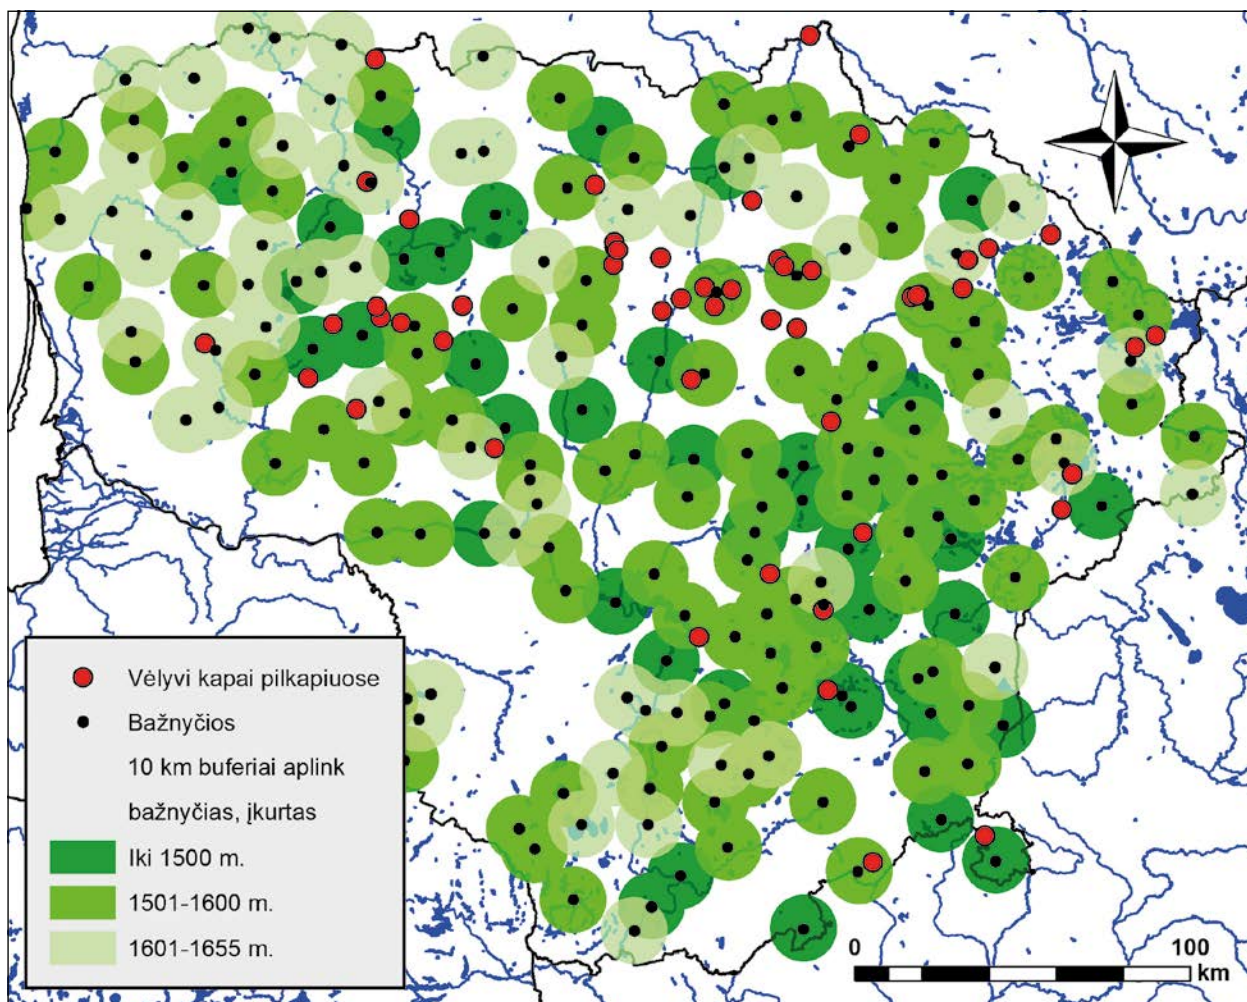 Vėlyvi kapai pilkapiuose
Bažnyčios
10 km buferiai aplink
bažnyčias, įkurtas
Iki 1500 m.
1501-1600 m.
1601-1655 m.
0 100
km